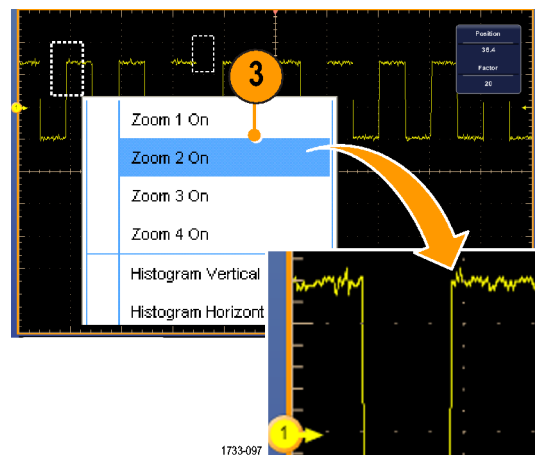 Position
36.4
Factor
20
3
Zoom 1 On
Zoom 2 On
Zoom 3 On
Zoom 4 On
Histogram Vertical
Histogram Horizont
1
1
1733-097